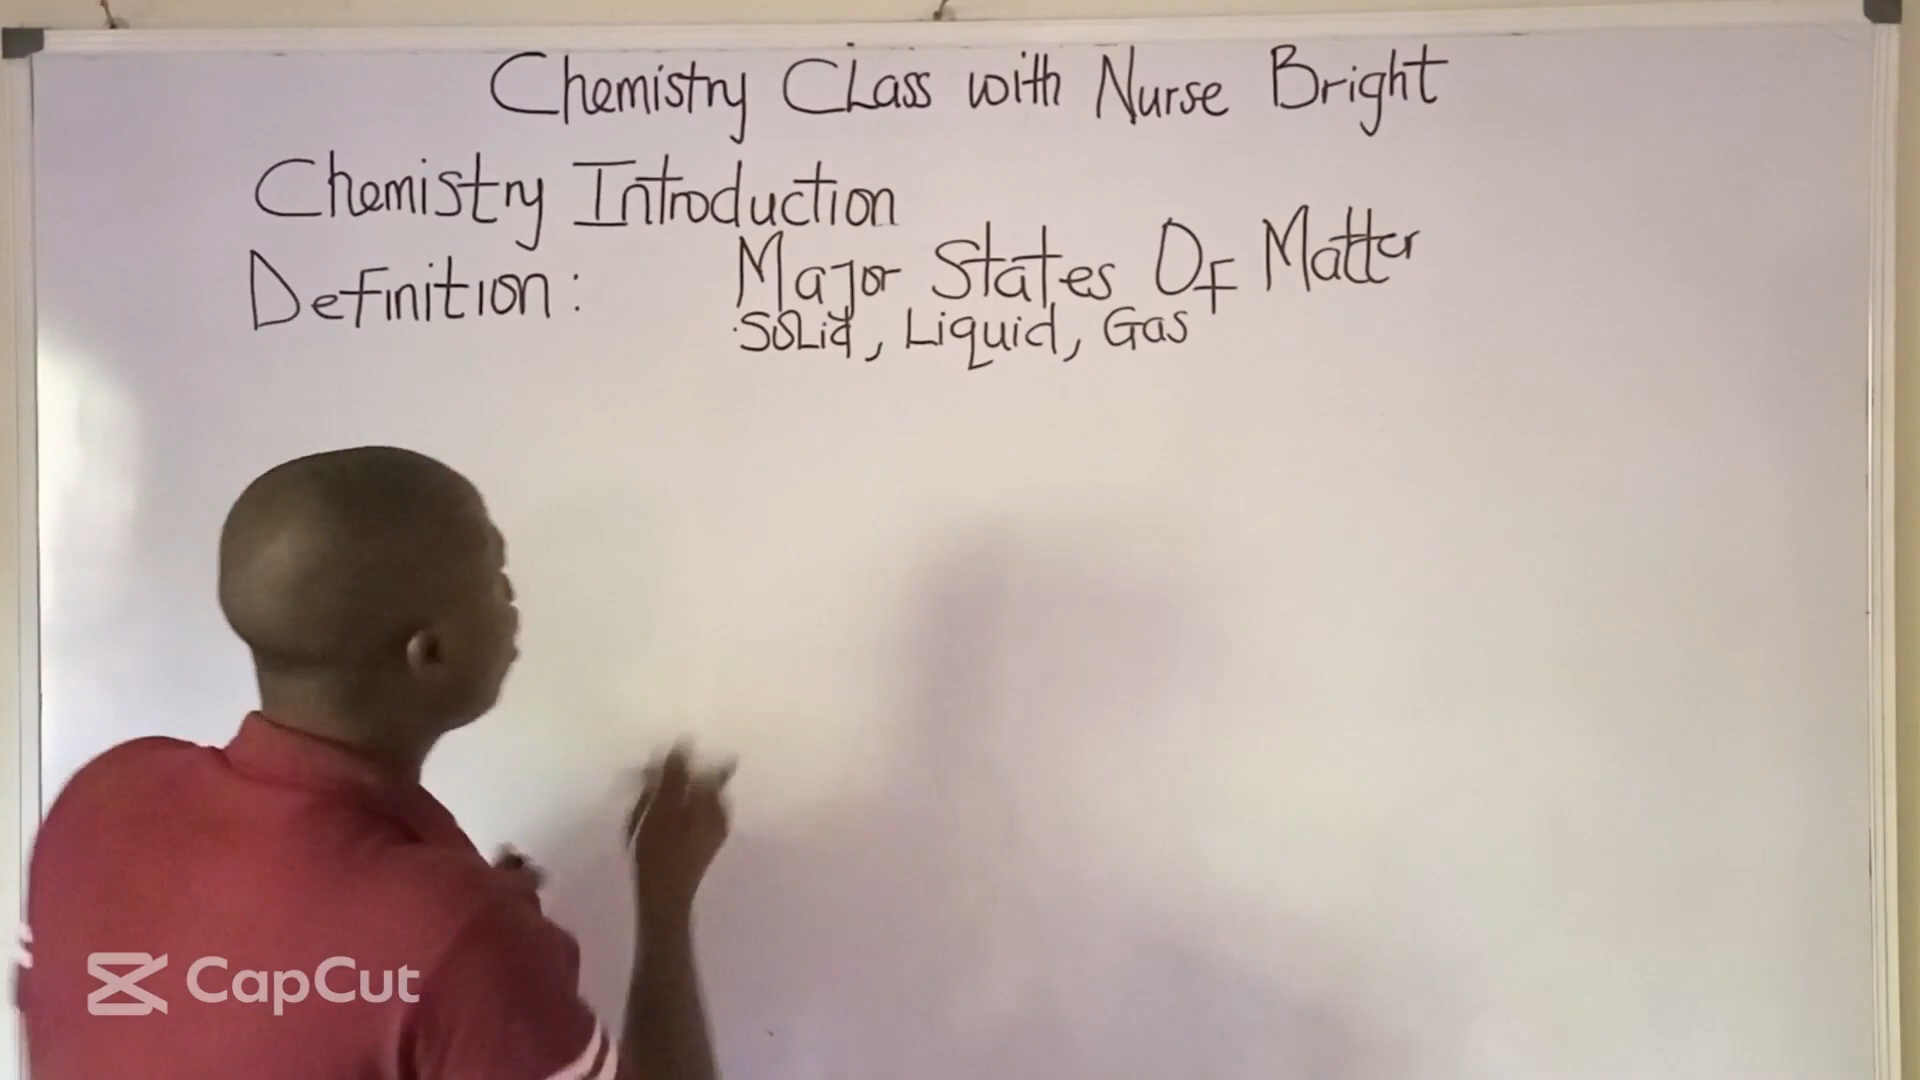 Chemistry CLass with Nurse Bright
Chemistry Introduction
Definition:
Major States OF Matter
Solid, Liquid, Gas
CapCut